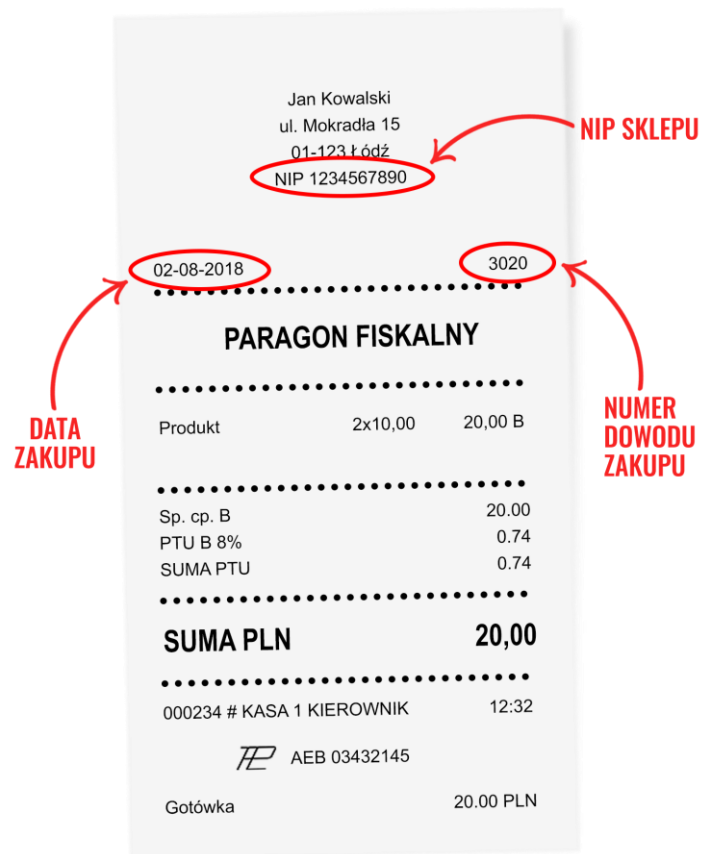 Jan Kowalski
ul. Mokradła 15
01-123 Łódź
NIP 1234567890
NIP SKLEPU
02-08-2018 3020
PARAGON FISKALNY
Produkt 2x10,00 20,00 B
DATA
ZAKUPU
NUMER
DOWODU
ZAKUPU
Sp. cp. B 20.00
PTU B 8% 0.74
SUMA PTU 0.74
SUMA PLN 20,00
000234 # KASA 1 KIEROWNIK 12:32
AEB 03432145
Gotówka 20.00 PLN